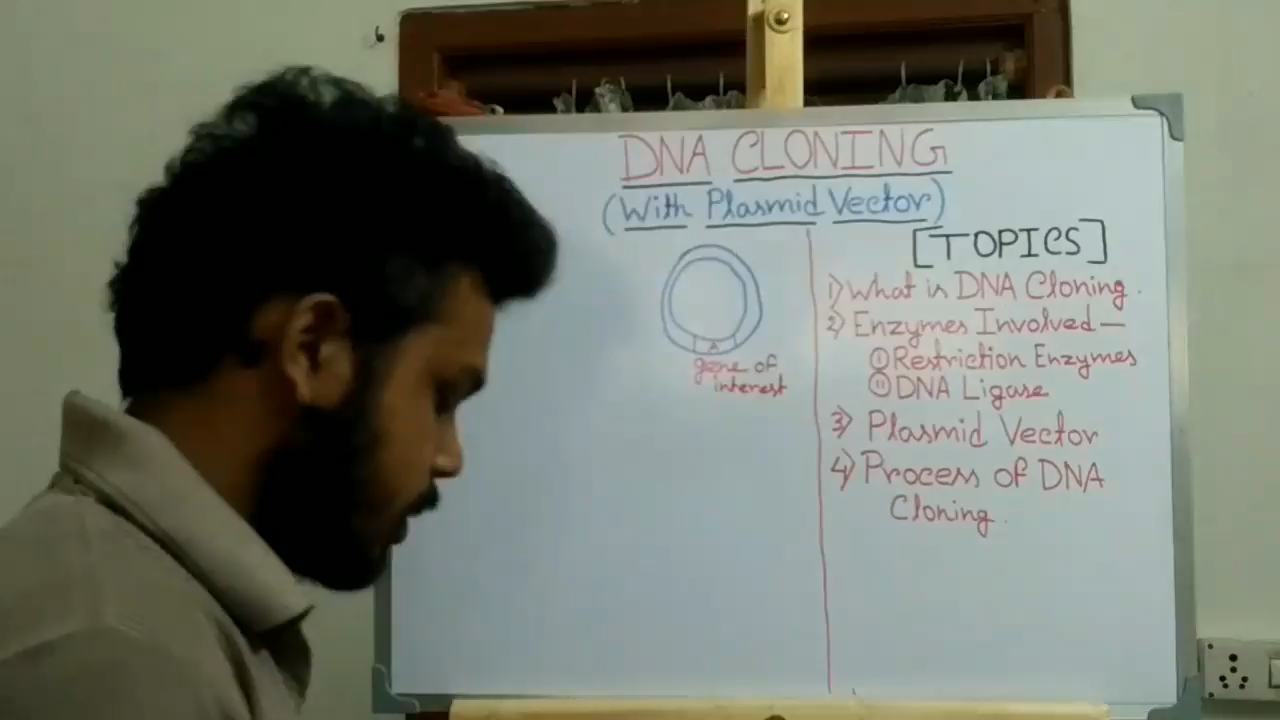 DNA CLONING
(With Plasmid Vector)
[TOPICS]
1) What is DNA Cloning.
2) Enzymes Involved—
(i) Restriction Enzymes
(ii) DNA Ligase
3) Plasmid Vector
4) Process of DNA
Cloning.
A
gene of
interest